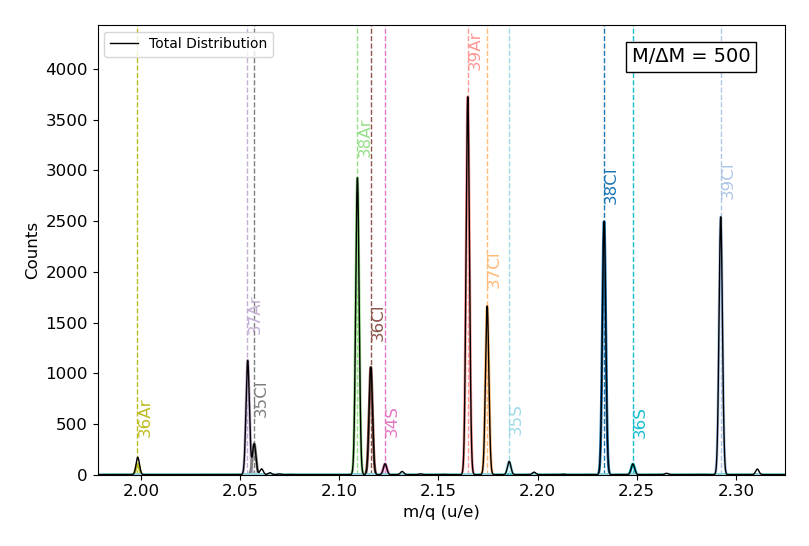 Total Distribution
M/ΔM = 500
Counts
4000
3500
3000
2500
2000
1500
1000
500
0
36Ar
37Ar
35Cl
38Ar
36Cl
34S
39Ar
37Cl
35S
38Cl
36S
39Cl
2.00
2.05
2.10
2.15
2.20
2.25
2.30
m/q (u/e)